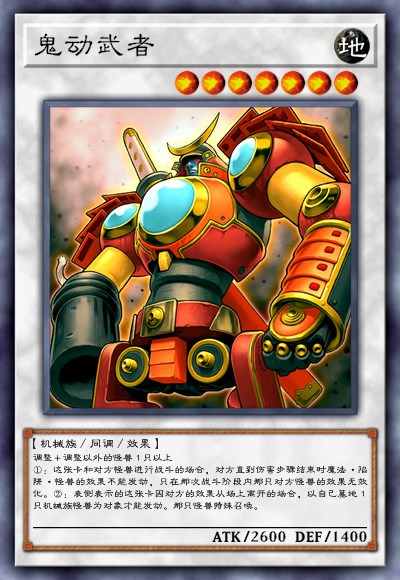 鬼动武者
地
【机械族／同调／效果】
调整＋调整以外的怪兽１只以上
①：这张卡和对方怪兽进行战斗的场合，对方直到伤害步骤结束时魔法·陷
阱·怪兽的效果不能发动，只在那次战斗阶段内那只对方怪兽的效果无效
化。②：表侧表示的这张卡因对方的效果从场上离开的场合，以自己墓地１
只机械族怪兽为对象才能发动。那只怪兽特殊召唤。
ATK/2600 DEF/1400